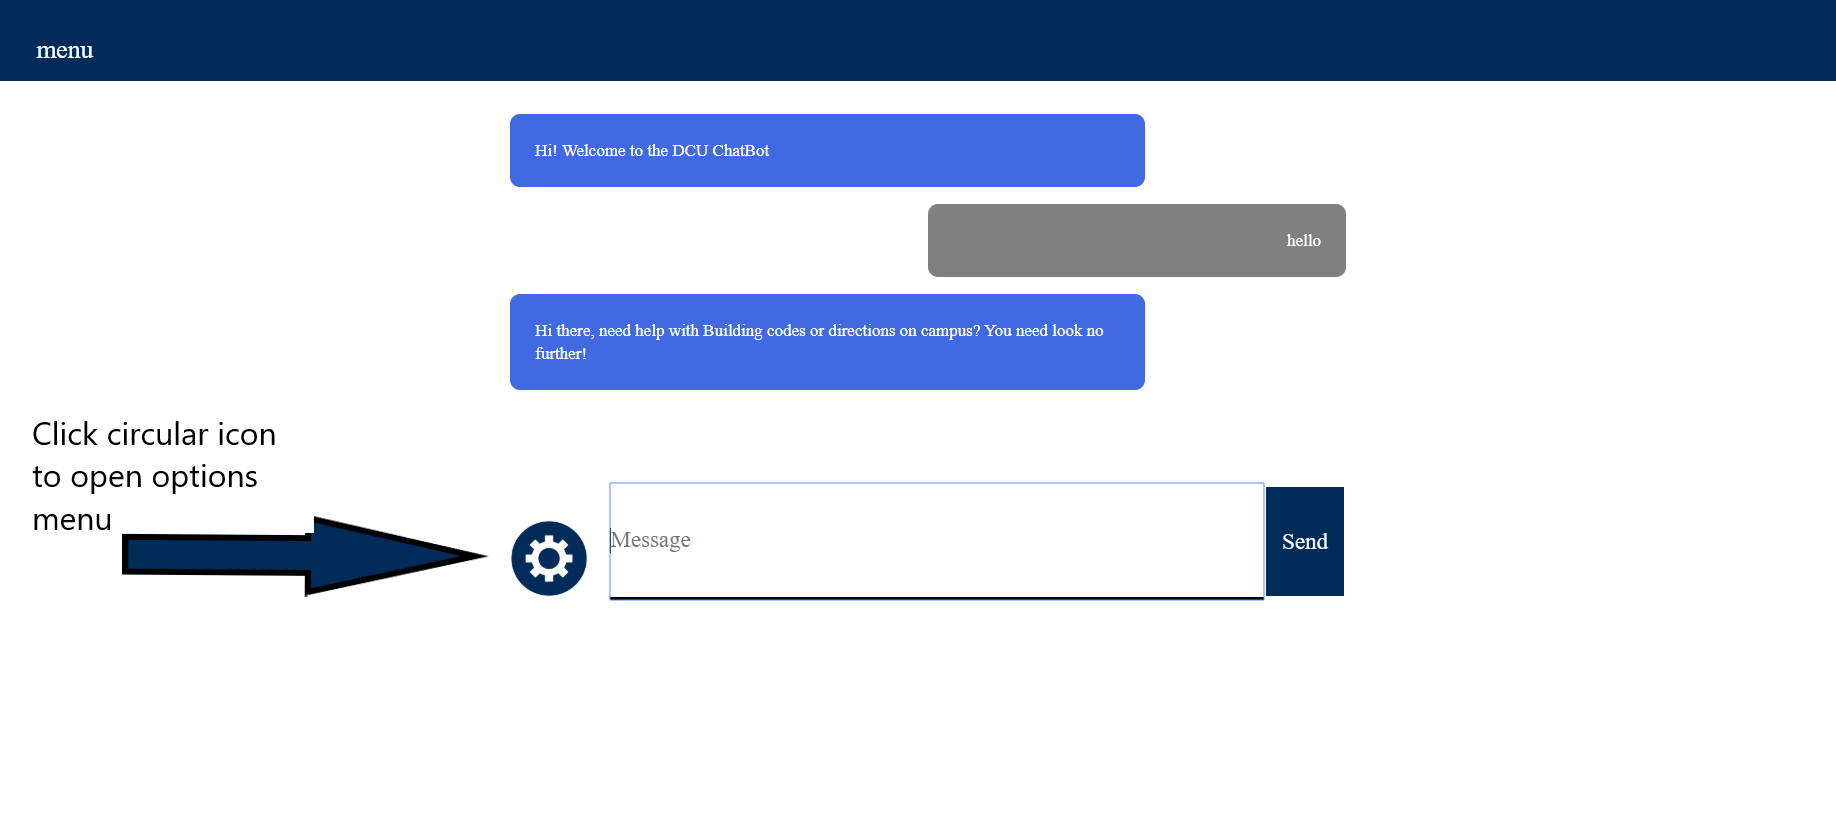 menu
Hi! Welcome to the DCU ChatBot
hello
Hi there, need help with Building codes or directions on campus? You need look no
further!
Click circular icon
to open options
menu
Message
Send